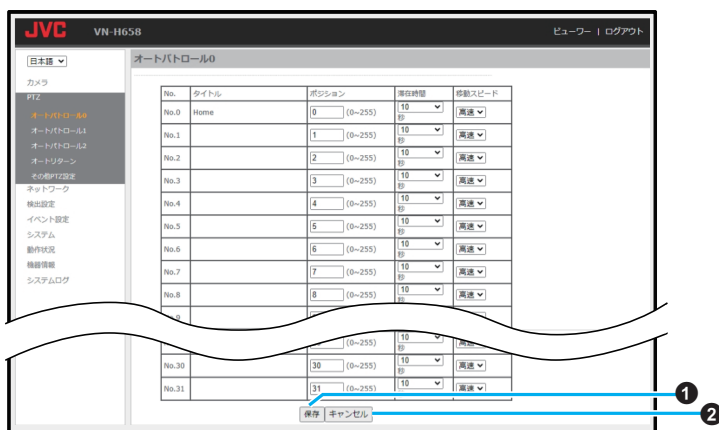 JVC VN-H658 ビューワー | ログアウト
日本語
カメラ
PTZ
オートパトロール0
オートパトロール1
オートパトロール2
オートリターン
その他PTZ設定
ネットワーク
検出設定
イベント設定
システム
動作状況
機器情報
システムログ
オートパトロール0
No. タイトル ポジション 滞在時間 移動スピード
No.0 Home 0 (0~255) 10 秒 高速
No.1 1 (0~255) 10 秒 高速
No.2 2 (0~255) 10 秒 高速
No.3 3 (0~255) 10 秒 高速
No.4 4 (0~255) 10 秒 高速
No.5 5 (0~255) 10 秒 高速
No.6 6 (0~255) 10 秒 高速
No.7 7 (0~255) 10 秒 高速
No.8 8 (0~255) 10 秒 高速
No.9
(0~255) 10 秒 高速
No.30 30 (0~255) 10 秒 高速
No.31 31 (0~255) 10 高速
保存 キャンセル
1
2